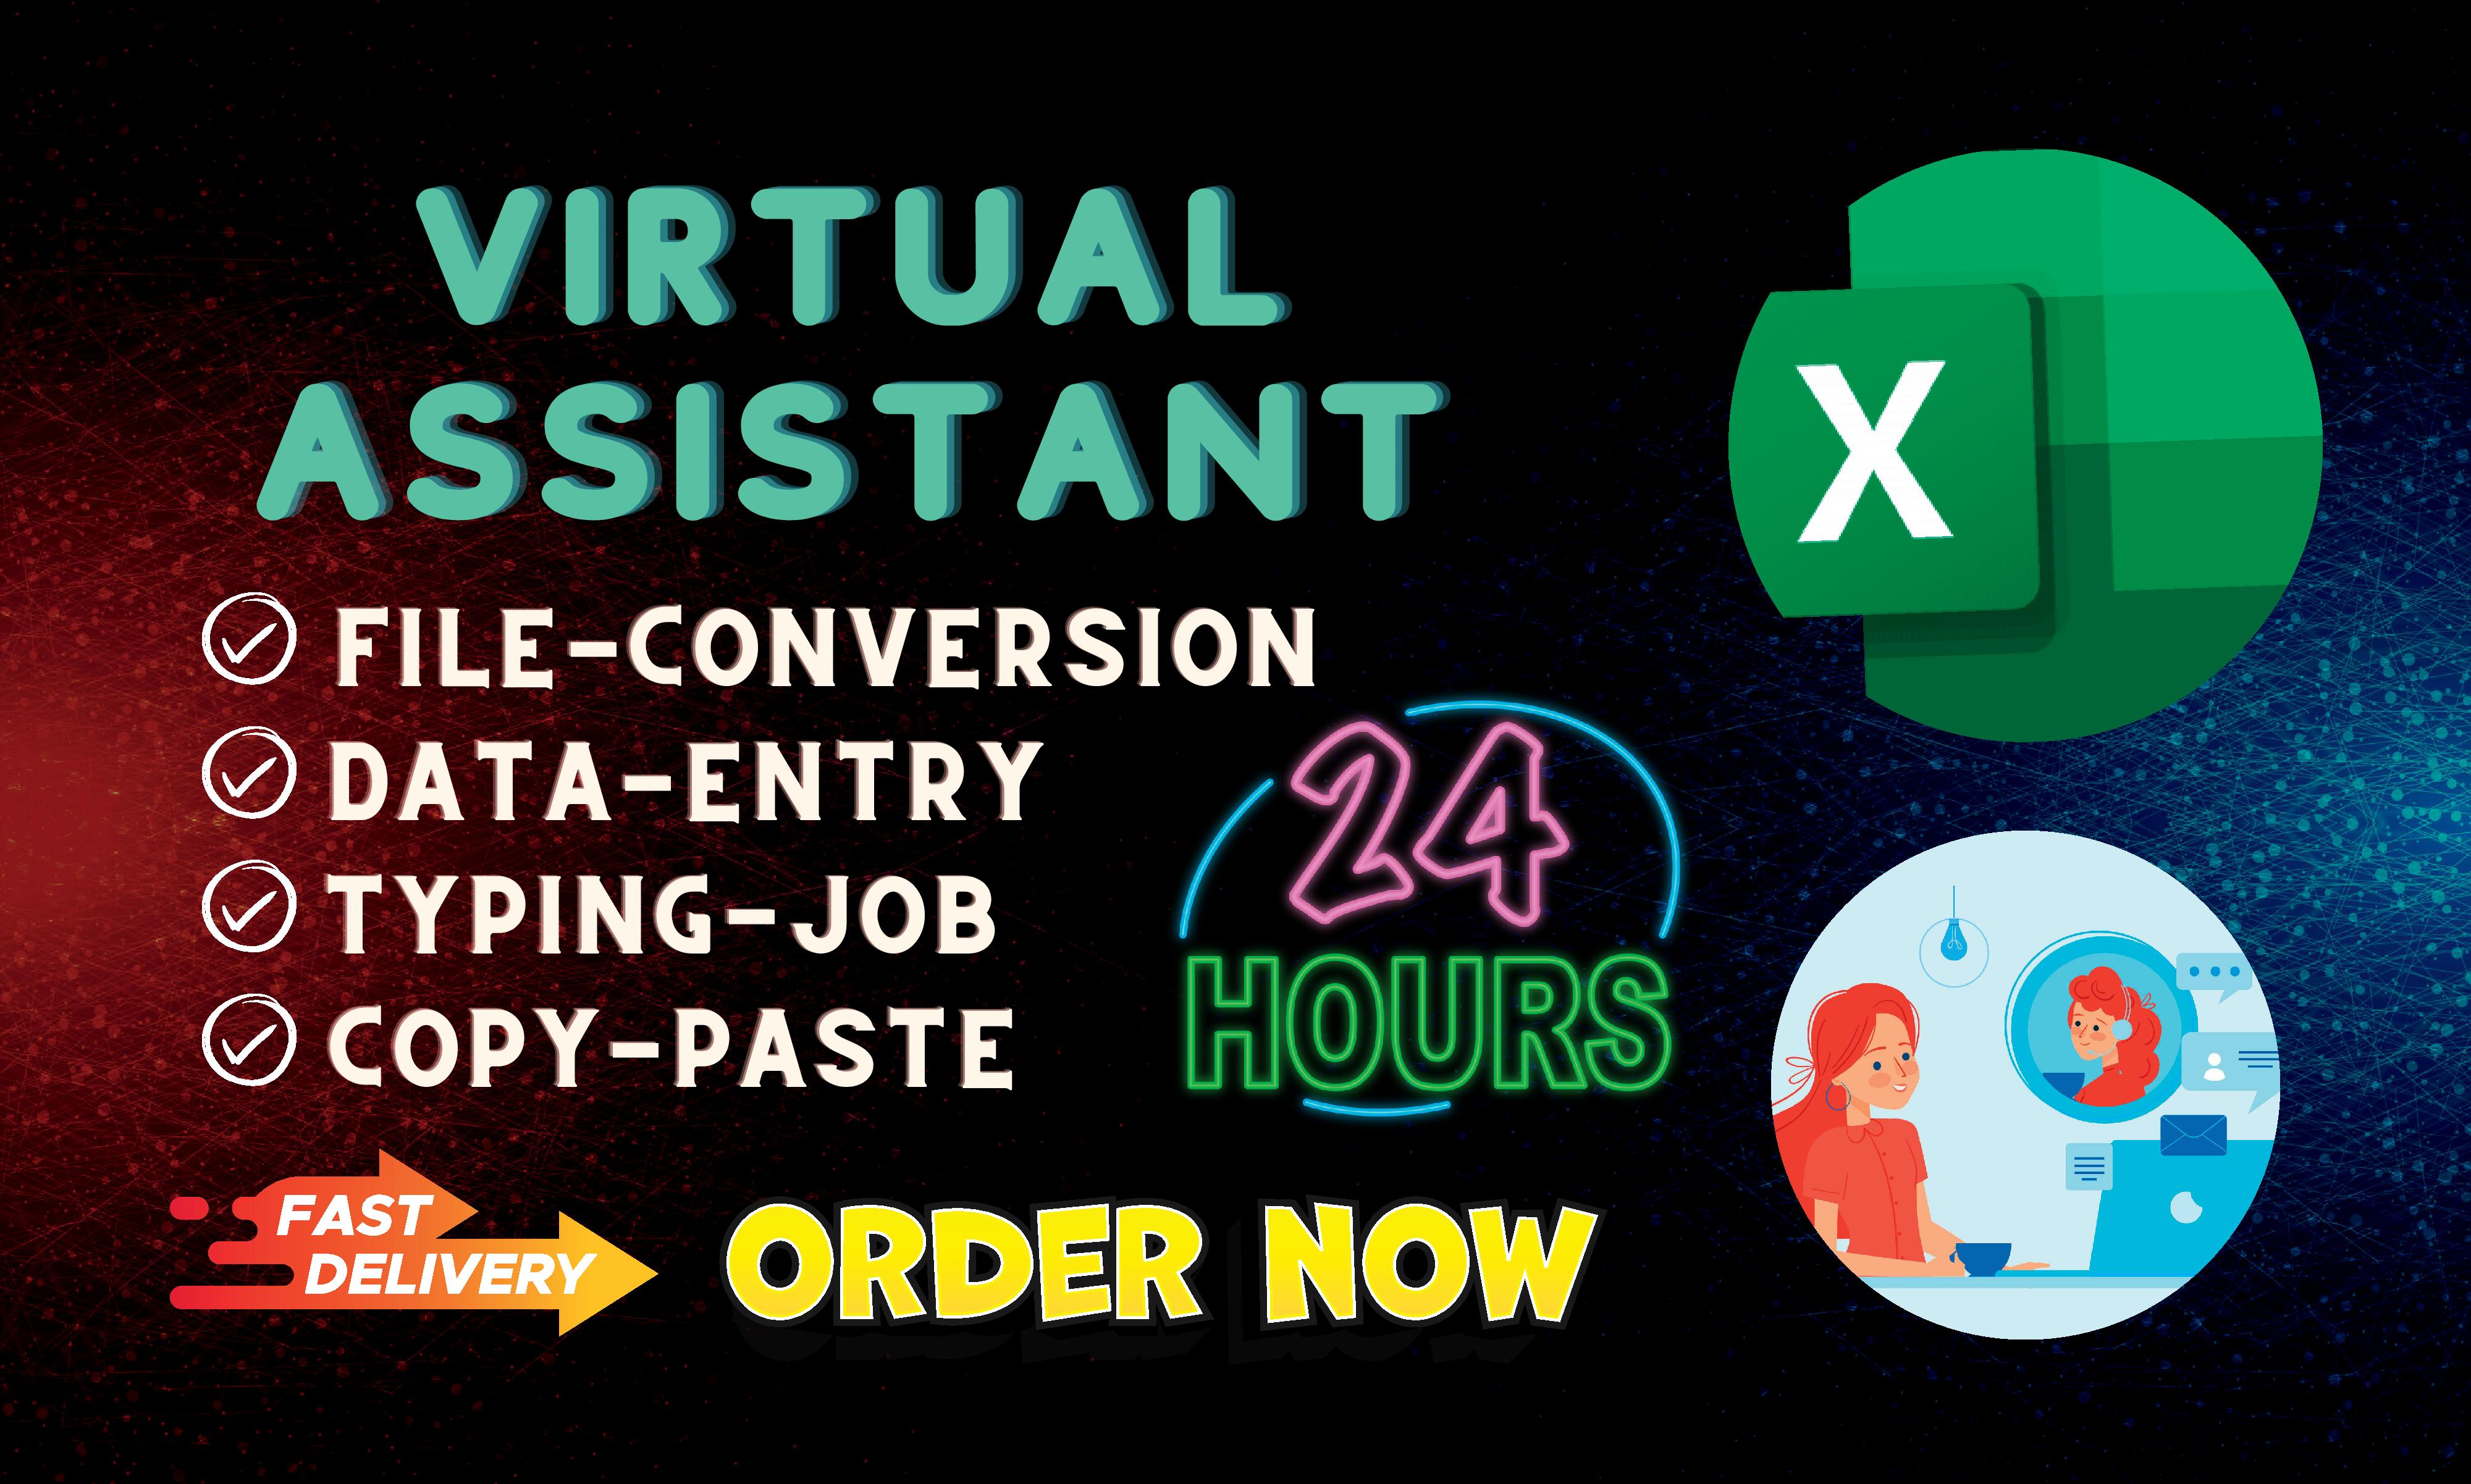 VIRTUAL
ASSISTANT
FILE-CONVERSION
DATA-ENTRY
TYPING-JOB
COPY-PASTE
24
HOURS
FAST
DELIVERY
ORDER NOW
X